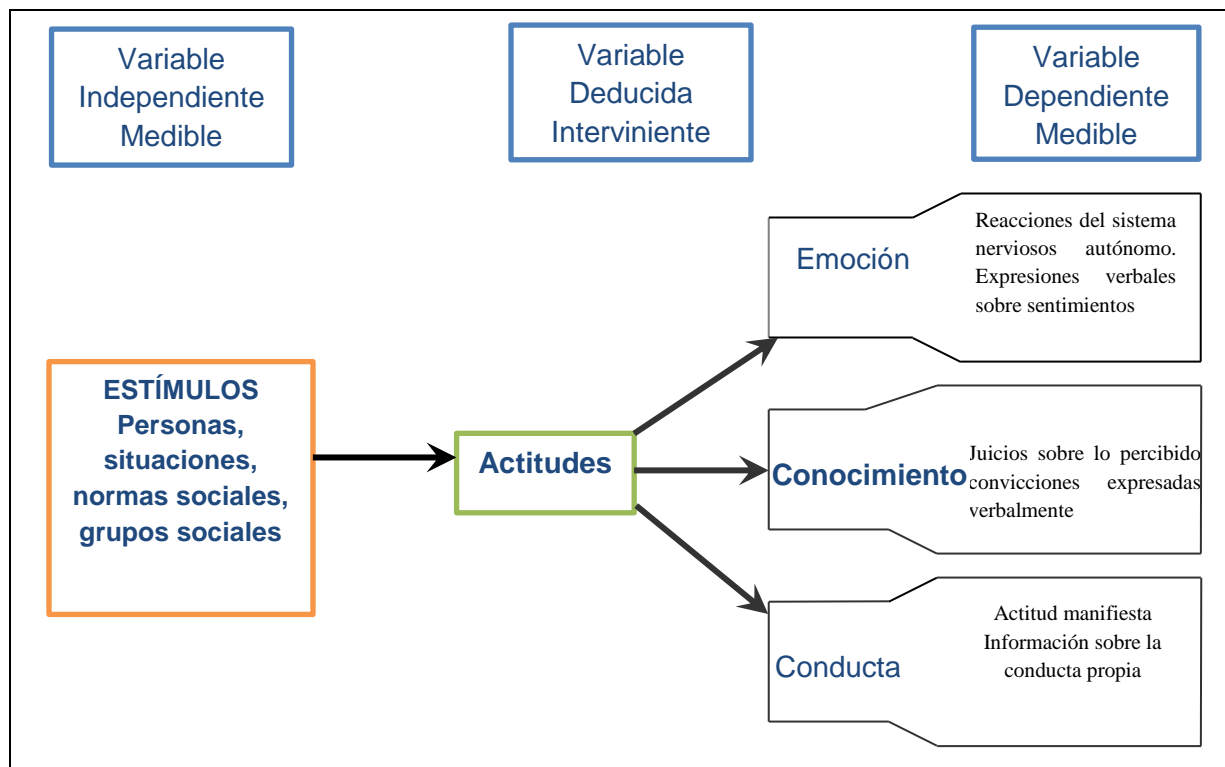 Variable
Independiente
Medible
Variable
Deducida
Interviniente
Variable
Dependiente
Medible
Emoción
Reacciones del sistema
nerviosos autónomo.
Expresiones verbales
sobre sentimientos
ESTÍMULOS
Personas,
situaciones,
normas sociales,
grupos sociales
Actitudes
Conocimiento
Juicios sobre lo percibido
convicciones expresadas
verbalmente
Conducta
Actitud manifiesta
Información sobre la
conducta propia